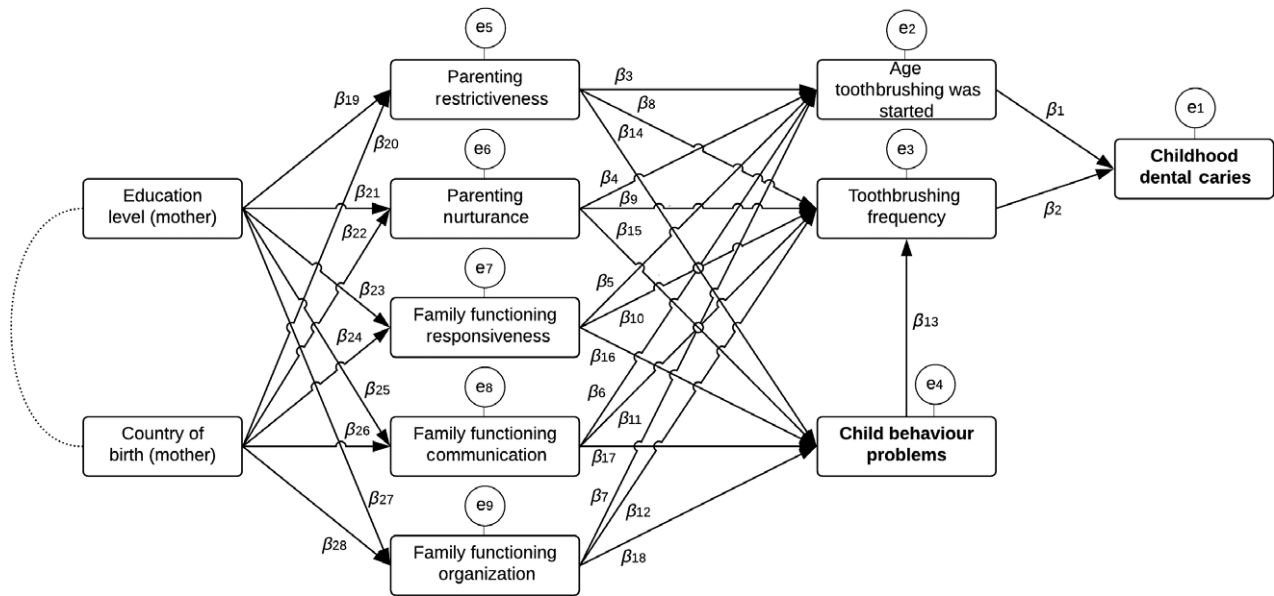 e5
e2
Parenting
restrictiveness
Age
toothbrushing was
started
β3
β8
β14
β19
β20
β1
e1
Childhood
dental caries
e6
e3
Education
level (mother)
β21
β22
Parenting
nurturance
β4
β9
β15
Toothbrushing
frequency
β2
e7
β23
β24
Family functioning
responsiveness
β5
β10
β16
β13
e8
e4
β25
β26
Country of
birth (mother)
Family functioning
communication
β6
β11
β17
Child behaviour
problems
e9
β27
β28
Family functioning
organization
β7
β12
β18